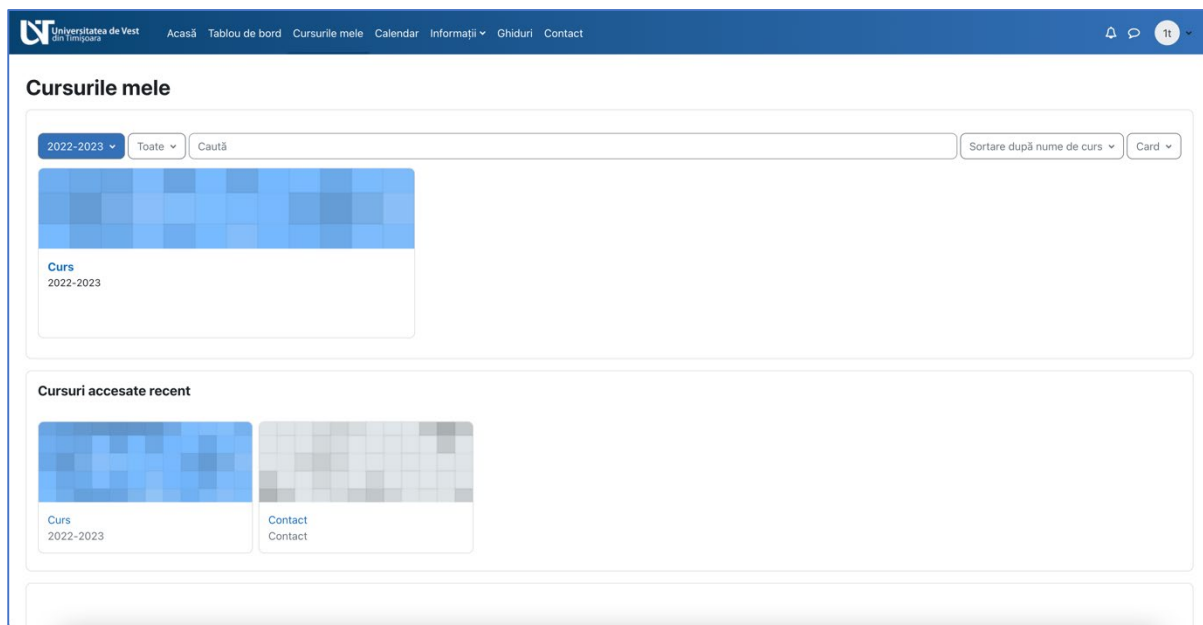 Universitatea de Vest
din Timișoara
Acasă Tablou de bord Cursurile mele Calendar Informații Ghiduri Contact
1t
Cursurile mele
2022-2023 Toate Caută Sortare după nume de curs Card
Curs
2022-2023
Cursuri accesate recent
Curs Contact
2022-2023 Contact